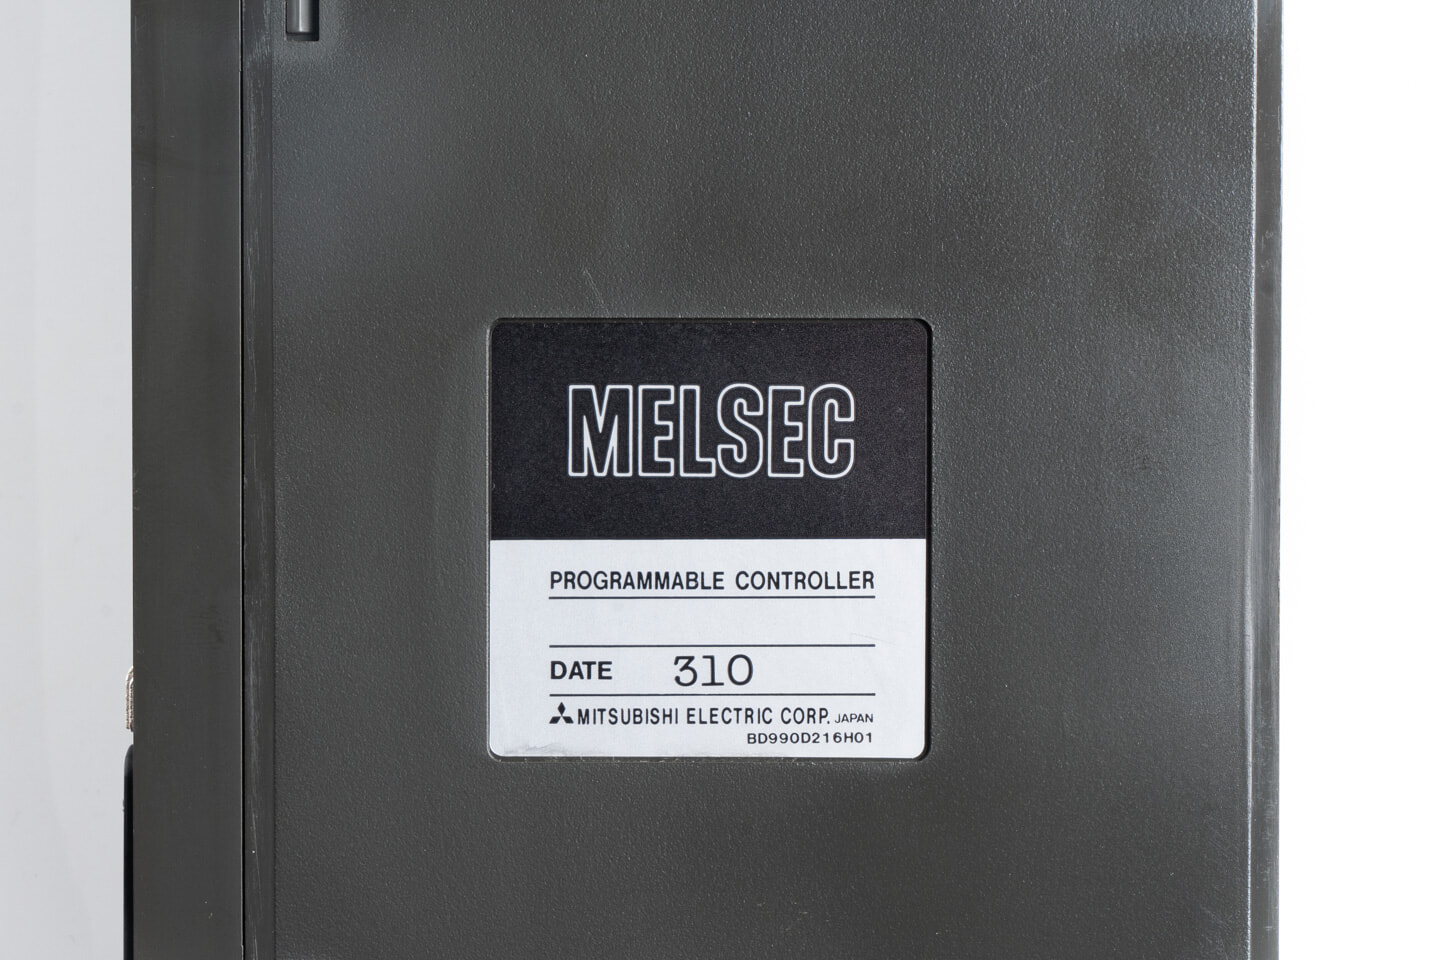 MELSEC
PROGRAMMABLE CONTROLLER
DATE 310
MITSUBISHI ELECTRIC CORP. JAPAN
BD990D216H01